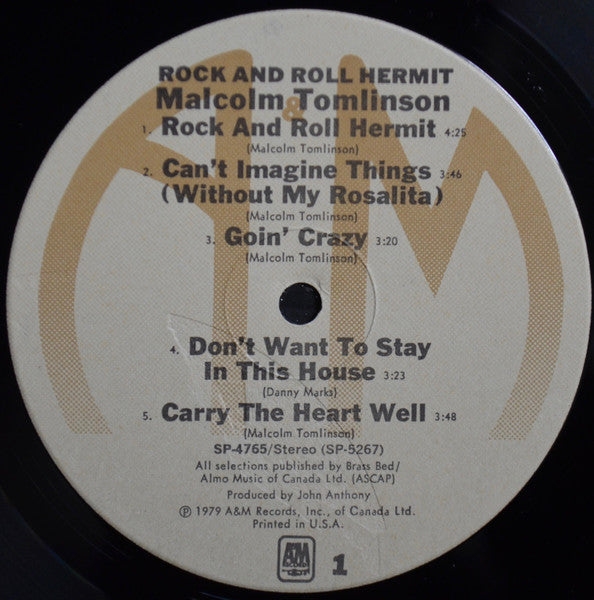 ROCK AND ROLL HERMIT
Malcolm Tomlinson
1. Rock And Roll Hermit 4:25
(Malcolm Tomlinson)
2. Can't Imagine Things 3:46
(Without My Rosalita)
(Malcolm Tomlinson)
3. Goin' Crazy 3:20
(Malcolm Tomlinson)
4. Don't Want To Stay
In This House 3:23
(Danny Marks)
5. Carry The Heart Well 3:48
(Malcolm Tomlinson)
SP-4765/Stereo (SP-5267)
All selections published by Brass Bed/
Almo Music of Canada Ltd. (ASCAP)
Produced by John Anthony
℗ 1979 A&M Records, Inc., of Canada Ltd.
Printed in U.S.A.
A&M
RECORDS
1
A&M